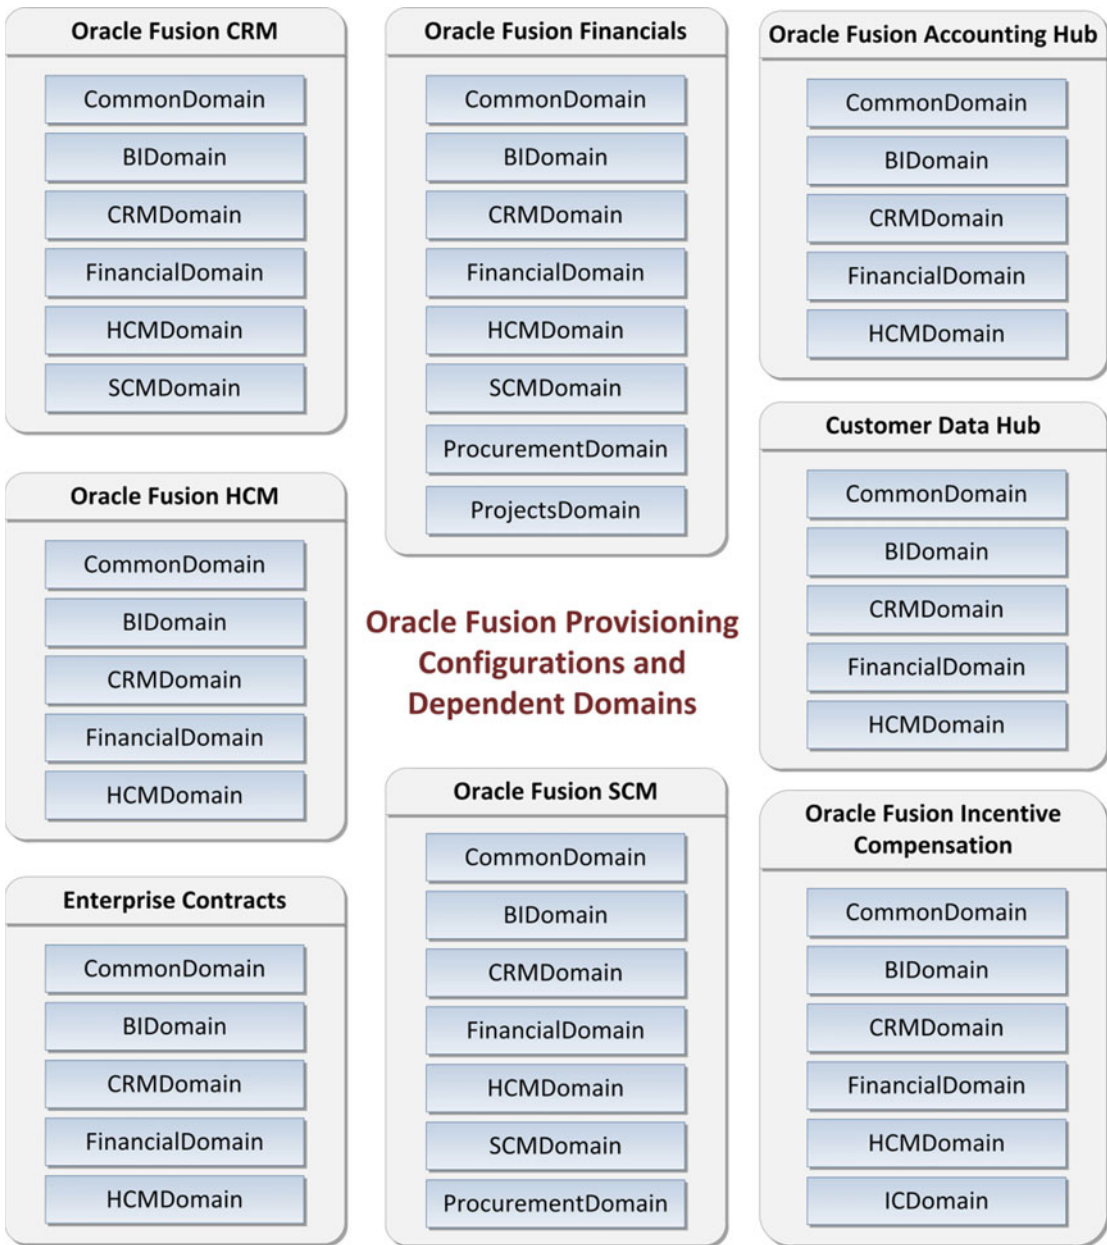 Oracle Fusion CRM
CommonDomain
BIDomain
CRMDomain
FinancialDomain
HCMDomain
SCMDomain
Oracle Fusion HCM
CommonDomain
BIDomain
CRMDomain
FinancialDomain
HCMDomain
Enterprise Contracts
CommonDomain
BIDomain
CRMDomain
FinancialDomain
HCMDomain
Oracle Fusion Financials
CommonDomain
BIDomain
CRMDomain
FinancialDomain
HCMDomain
SCMDomain
ProcurementDomain
ProjectsDomain
Oracle Fusion Provisioning
Configurations and
Dependent Domains
Oracle Fusion SCM
CommonDomain
BIDomain
CRMDomain
FinancialDomain
HCMDomain
SCMDomain
ProcurementDomain
Oracle Fusion Accounting Hub
CommonDomain
BIDomain
CRMDomain
FinancialDomain
HCMDomain
Customer Data Hub
CommonDomain
BIDomain
CRMDomain
FinancialDomain
HCMDomain
Oracle Fusion Incentive
Compensation
CommonDomain
BIDomain
CRMDomain
FinancialDomain
HCMDomain
ICDomain